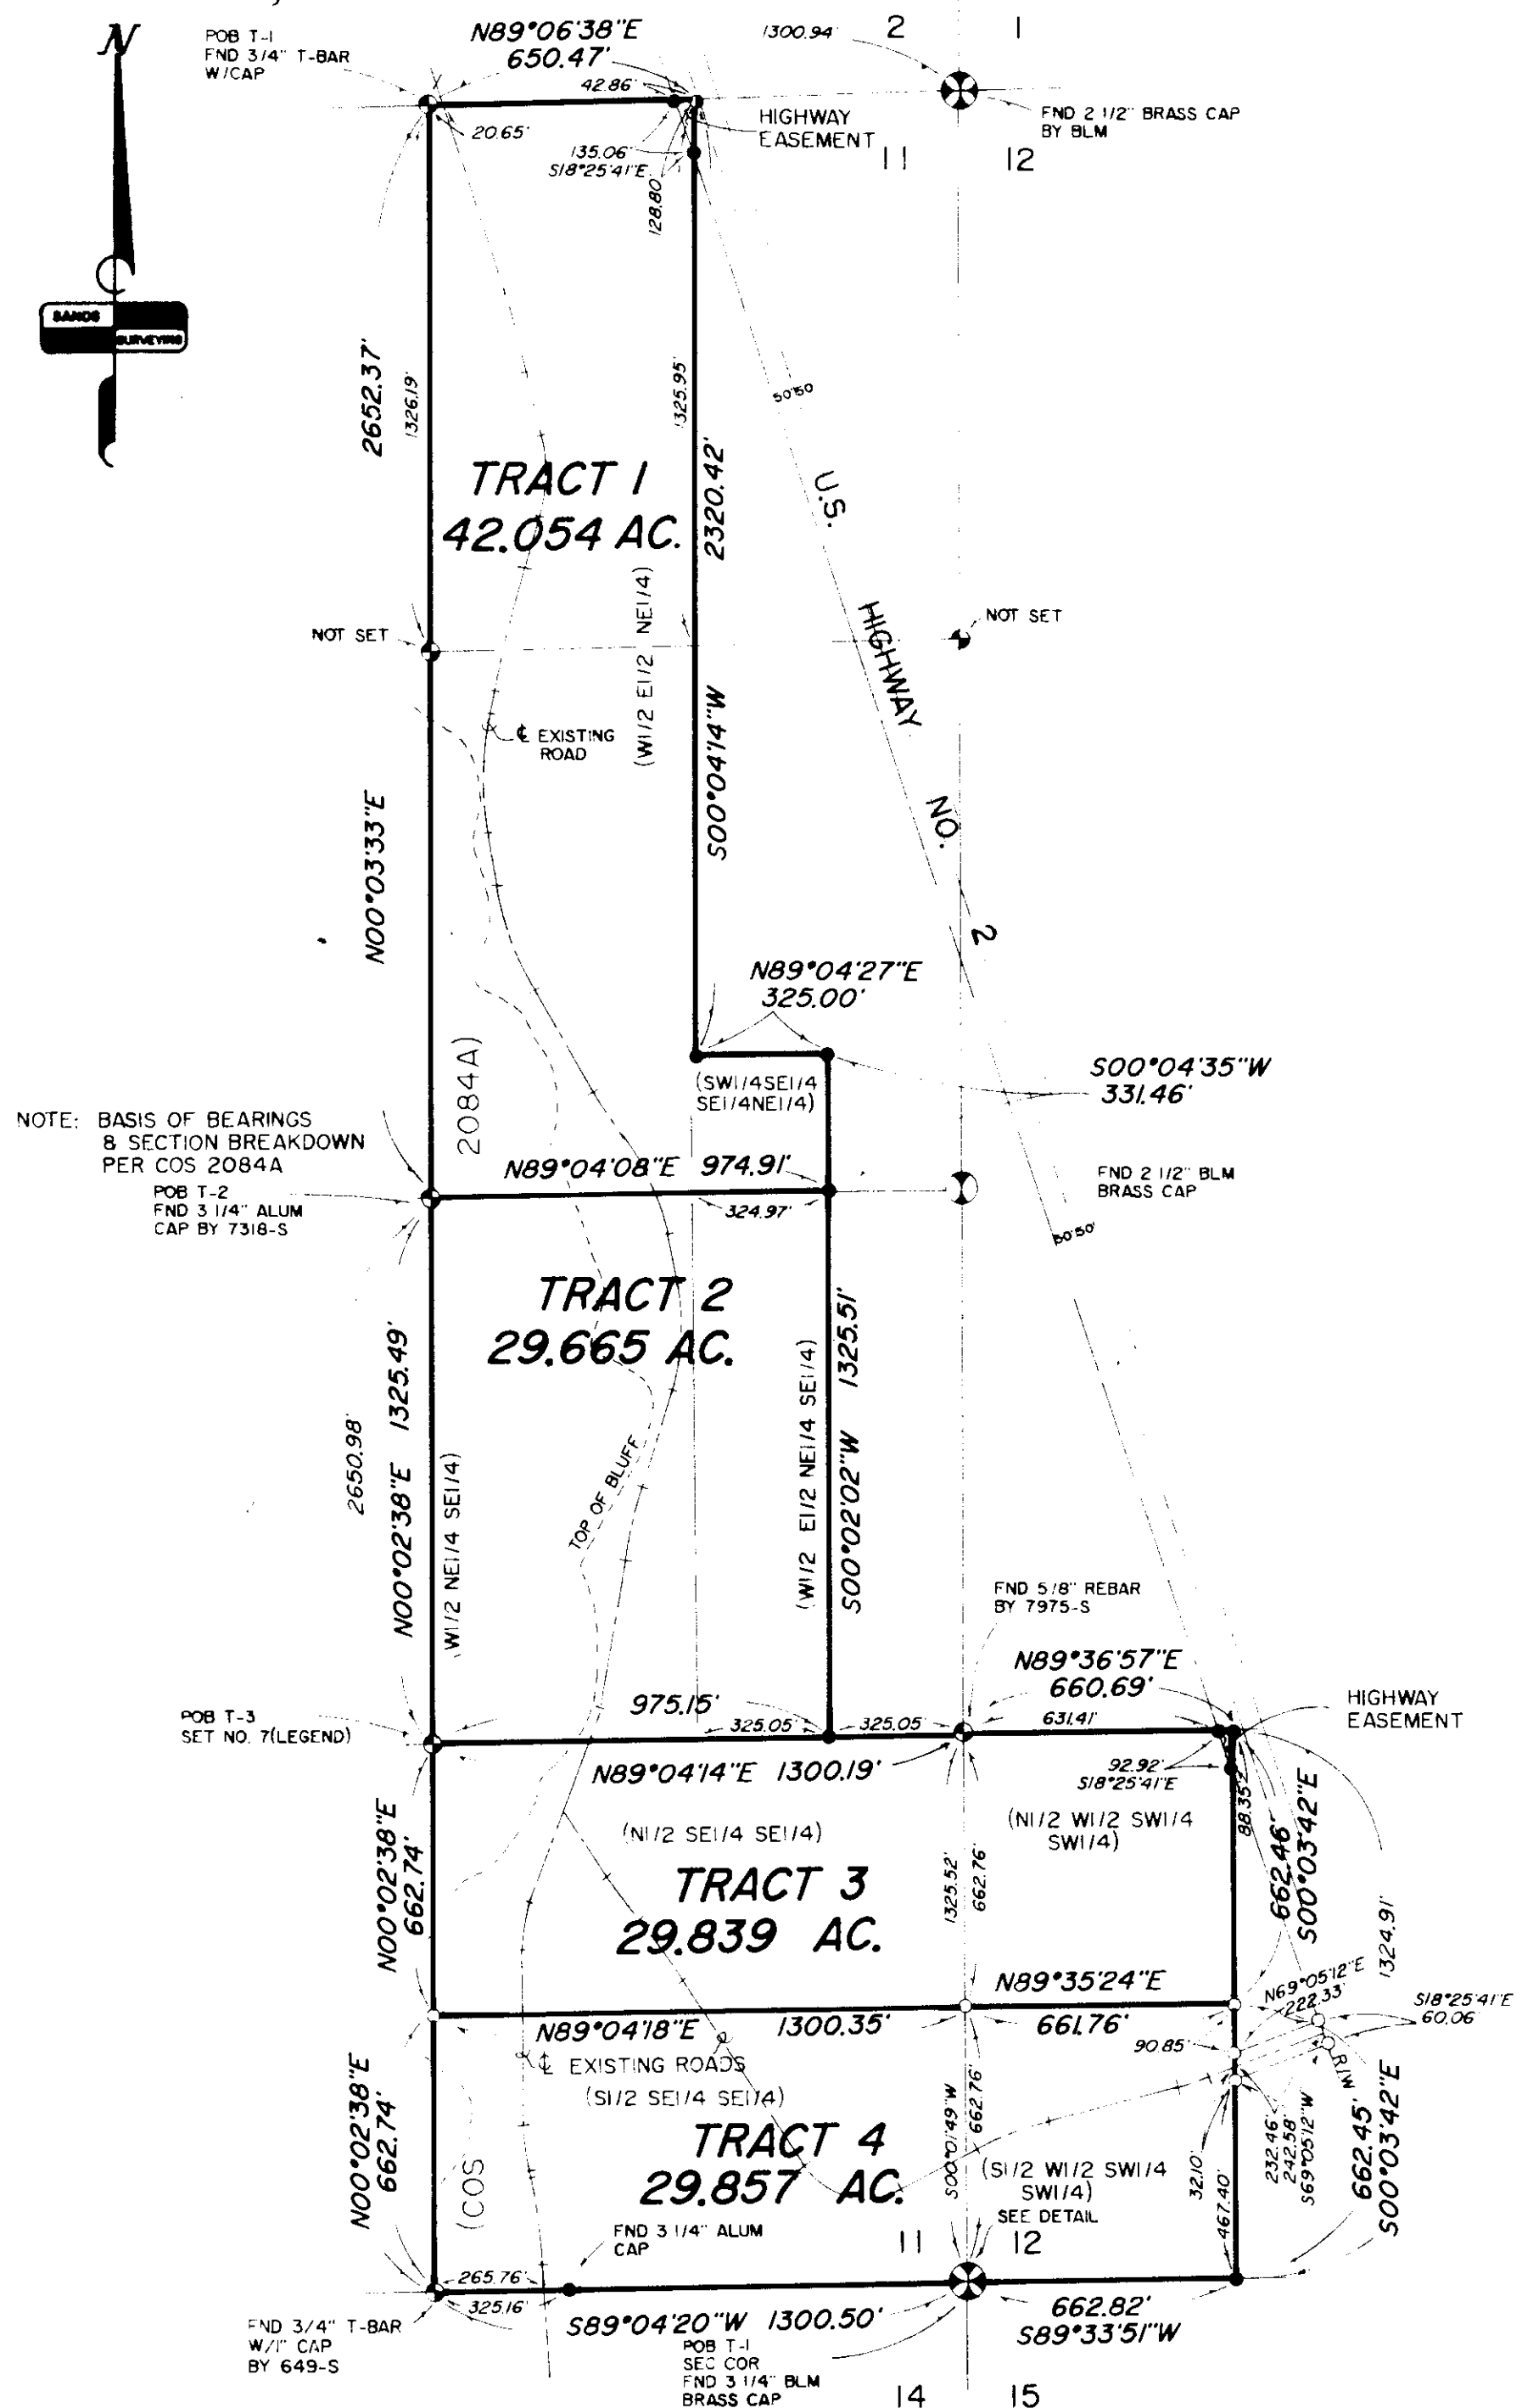 N
POB T-1
FND 3/4" T-BAR
W/CAP
N89°06'38"E
650.47'
42.86'
20.65'
1300.94'
2
1
FND 2 1/2" BRASS CAP
BY BLM
HIGHWAY
EASEMENT
11
12
135.06'
S18°25'41"E
128.80'
SANDS
SURVEYING
2652.37'
1326.19'
1325.95'
50'50'
TRACT 1
42.054 AC.
2320.42'
U.S.
HIGHWAY
NO.
2
NOT SET
NOT SET
(W1/2 E1/2 NE1/4)
S00°04'14"W
℄ EXISTING
ROAD
N00°03'33"E
N89°04'27"E
325.00'
2084A)
(SW1/4SE1/4
SE1/4NE1/4)
S00°04'35"W
331.46'
NOTE: BASIS OF BEARINGS
& SECTION BREAKDOWN
PER COS 2084A
POB T-2
FND 3 1/4" ALUM
CAP BY 7318-S
N89°04'08"E 974.91'
324.97'
FND 2 1/2" BLM
BRASS CAP
50'50'
TRACT 2
29.665 AC.
N00°02'38"E 1325.49'
2650.98'
W1/2 NE1/4 SE1/4)
TOP OF BLUFF
(W1/2 E1/2 NE1/4 SE1/4)
S00°02'02"W 1325.51'
FND 5/8" REBAR
BY 7975-S
N89°36'57"E
660.69'
631.41'
HIGHWAY
EASEMENT
POB T-3
SET NO. 7(LEGEND)
975.15'
325.05'
325.05'
N89°04'14"E 1300.19'
92.92'
S18°25'41"E
88.35'
(N1/2 SE1/4 SE1/4)
(N1/2 W1/2 SW1/4
SW1/4)
N00°02'38"E
662.74'
TRACT 3
29.839 AC.
1325.52'
662.76'
662.46'
S00°03'42"E
1324.91'
N89°35'24"E
661.76'
N89°04'18"E 1300.35'
N69°05'12"E
222.33'
S18°25'41"E
60.06
90.85'
R/W
℄ EXISTING ROADS
(S1/2 SE1/4 SE1/4)
N00°02'38"E
662.74'
(COS
TRACT 4
29.857 AC.
S00°01'49"W
662.76'
(S1/2 W1/2 SW1/4
SW1/4)
SEE DETAIL
32.10'
467.40'
232.46'
242.58'
S69°05'12"W
662.45'
S00°03'42"E
FND 3 1/4" ALUM
CAP
11
12
265.76'
325.16'
S89°04'20"W 1300.50'
662.82'
S89°33'51"W
FND 3/4" T-BAR
W/1" CAP
BY 649-S
POB T-1
SEC COR
FND 3 1/4" BLM
BRASS CAP
14
15